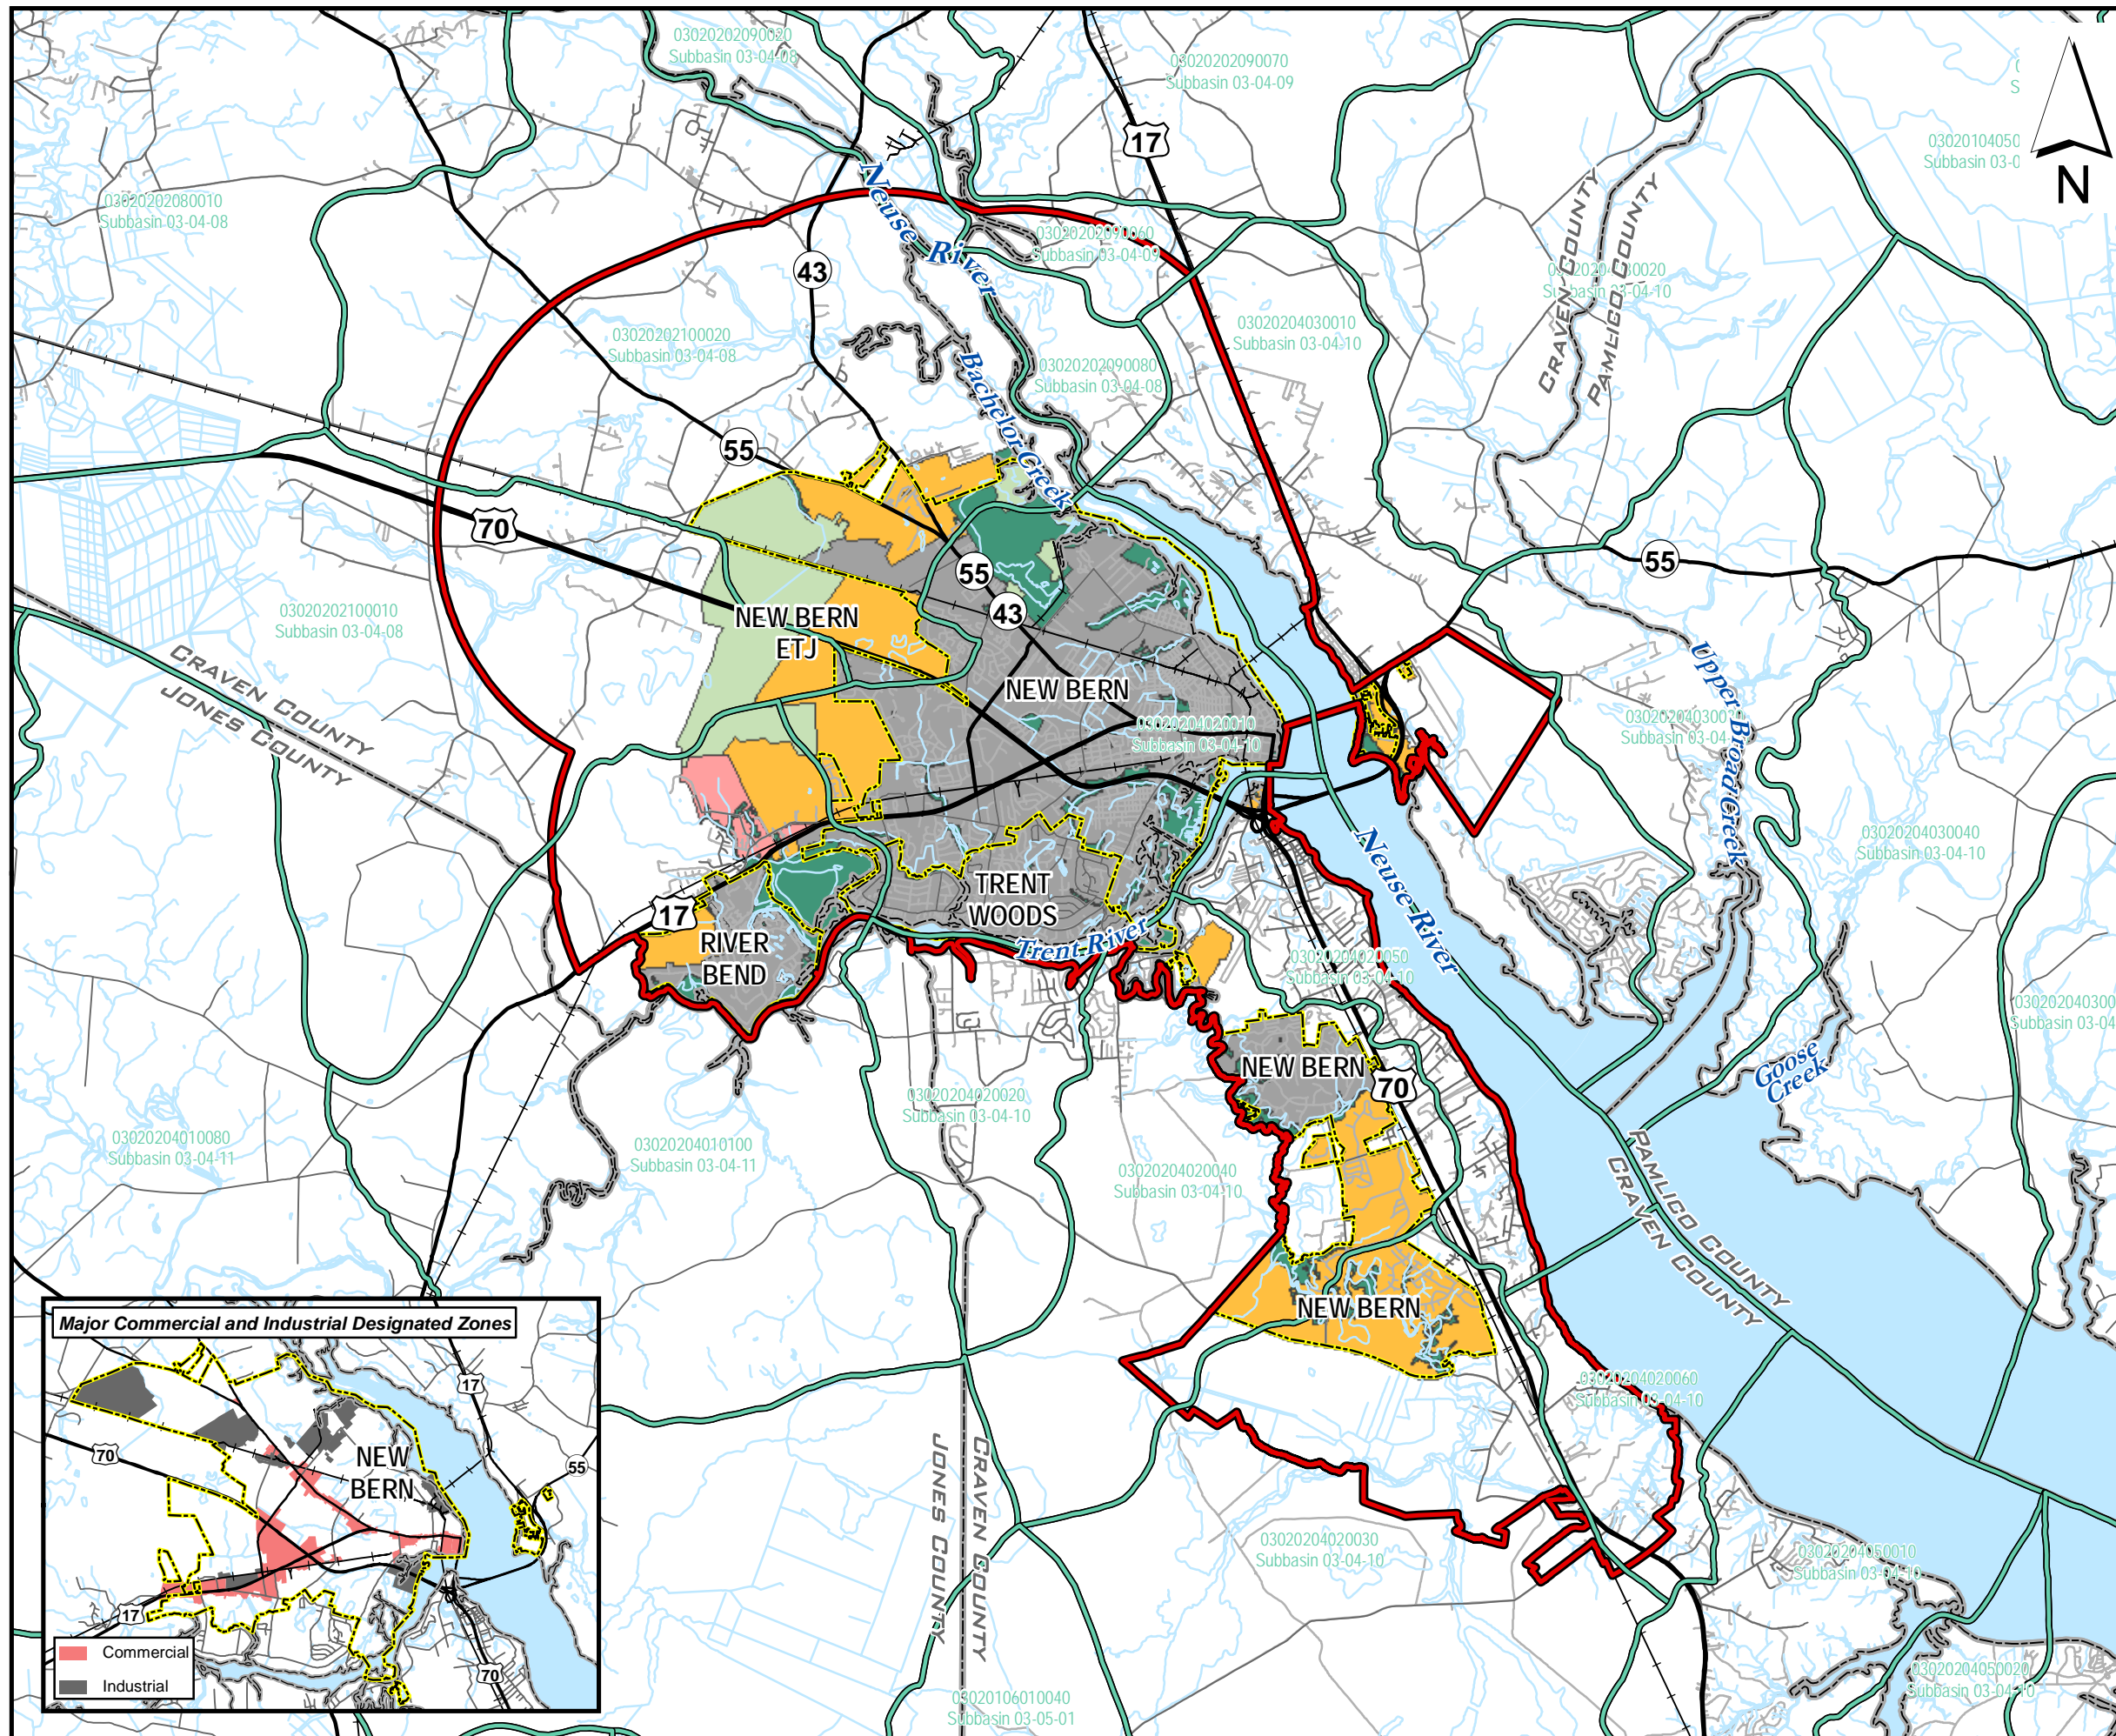 03020202090020
Subbasin 03-04-08
03020202090070
Subbasin 03-04-09
17
N
Subbasin 03-0
03020202080010
Subbasin 03-04-08
Neuse River
03020202090060
Subbasin 03-04-09
43
CRAVEN COUNTY
PAMLICO COUNTY
03020202100020
Subbasin 03-04-08
03020204030010
Subbasin 03-04-10
Bachelor Creek
03020202090080
Subbasin 03-04-08
55
70
55
55
43
NEW BERN
ETJ
03020202100010
Subbasin 03-04-08
CRAVEN COUNTY
JONES COUNTY
NEW BERN
03020204020010
Subbasin 03-04-10
Upper Broad Creek
03020204030040
Subbasin 03-04-10
Neuse River
TRENT
WOODS
17
RIVER
BEND
Trent River
03020204020050
Subbasin 03-04-10
NEW BERN
70
Goose
Creek
03020204020020
Subbasin 03-04-10
03020204010080
Subbasin 03-04-11
03020204010100
Subbasin 03-04-11
03020204020040
Subbasin 03-04-10
PAMLICO COUNTY
CRAVEN COUNTY
NEW BERN
03020204020060
Subbasin 03-04-10
JONES COUNTY
CRAVEN COUNTY
03020204020030
Subbasin 03-04-10
03020204050010
Subbasin 03-04-10
03020204050020
Subbasin 03-04-10
03020106010040
Subbasin 03-05-01
Major Commercial and Industrial Designated Zones
17
70
NEW
BERN
55
17
70
Commercial
Industrial